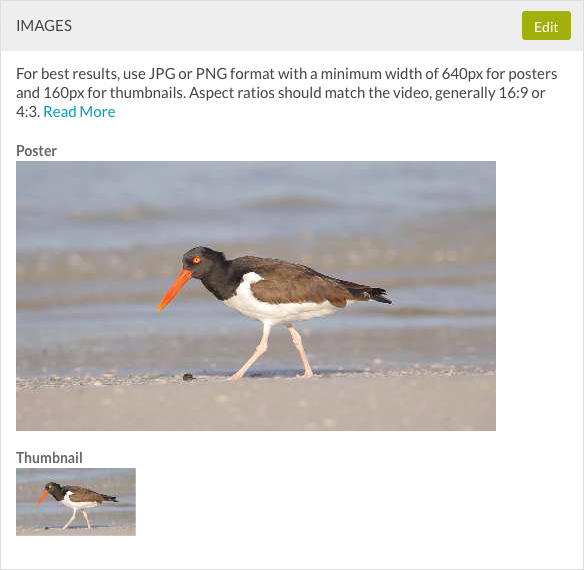 IMAGES
Edit
For best results, use JPG or PNG format with a minimum width of 640px for posters
and 160px for thumbnails. Aspect ratios should match the video, generally 16:9 or
4:3. Read More
Poster
Thumbnail